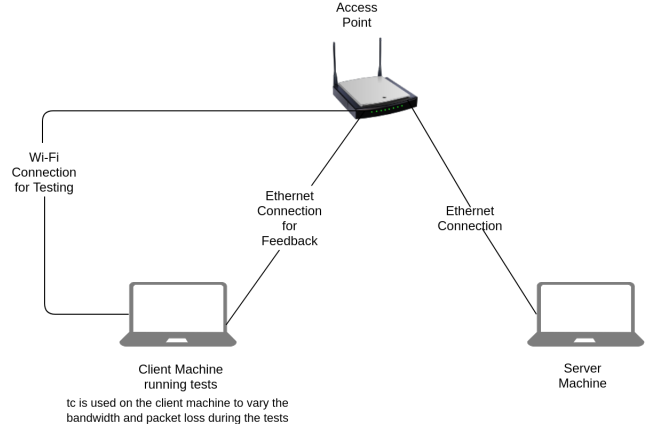 Access
Point
Wi-Fi
Connection
for Testing
Ethernet
Connection
for
Feedback
Ethernet
Connection
Client Machine
running tests
tc is used on the client machine to vary the
bandwidth and packet loss during the tests
Server
Machine